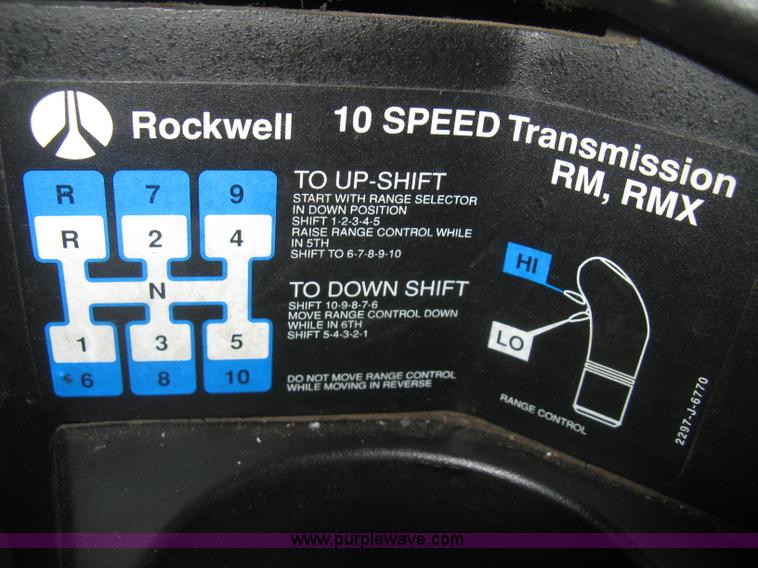 Rockwell 10 SPEED Transmission
RM, RMX
R 7 9
R 2 4
N
1 3 5
6 8 10
TO UP-SHIFT
START WITH RANGE SELECTOR
IN DOWN POSITION
SHIFT 1-2-3-4-5
RAISE RANGE CONTROL WHILE
IN 5TH
SHIFT TO 6-7-8-9-10
TO DOWN SHIFT
SHIFT 10-9-8-7-6
MOVE RANGE CONTROL DOWN
WHILE IN 6TH
SHIFT 5-4-3-2-1
DO NOT MOVE RANGE CONTROL
WHILE MOVING IN REVERSE
HI
LO
RANGE CONTROL
2297-J-6770
www.purplewave.com